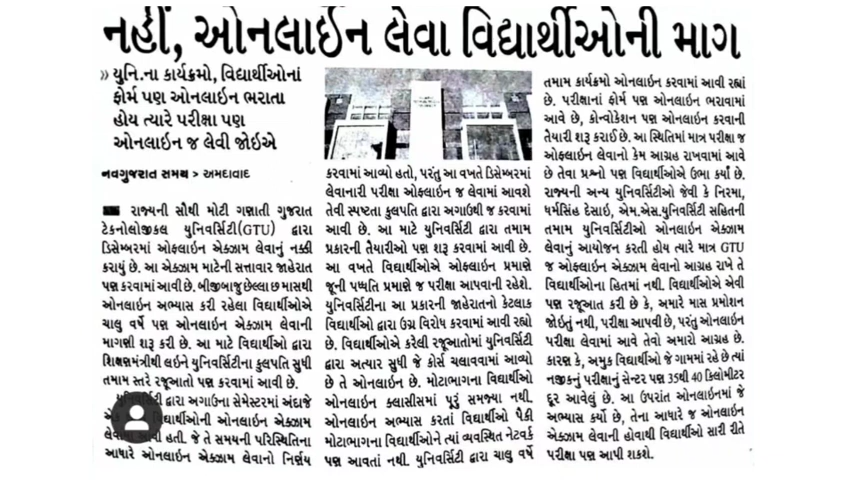 નહીં, ઓનલાઈન લેવા વિદ્યાર્થીઓની માગ
» યુનિ.ના કાર્યક્રમો, વિદ્યાર્થીઓનાં
ફોર્મ પણ ઓનલાઇન ભરાતા
હોય ત્યારે પરીક્ષા પણ
ઓનલાઇન જ લેવી જોઇએ
નવગુજરાત સમય > અમદાવાદ
રાજ્યની સૌથી મોટી ગણાતી ગુજરાત
ટેકનોલોજીકલ યુનિવર્સિટી(GTU) દ્વારા
ડિસેમ્બરમાં ઓફલાઇન એક્ઝામ લેવાનું નક્કી
કરાયું છે. આ એક્ઝામ માટેની સત્તાવાર જાહેરાત
પણ કરવામાં આવી છે. બીજીબાજુ છેલ્લા છ માસથી
ઓનલાઇન અભ્યાસ કરી રહેલા વિદ્યાર્થીઓએ
ચાલુ વર્ષે પણ ઓનલાઇન એક્ઝામ લેવાની
માગણી શરૂ કરી છે. આ માટે વિદ્યાર્થીઓ દ્વારા
શિક્ષણમંત્રીથી લઇને યુનિવર્સિટીના કુલપતિ સુધી
તમામ સ્તરે રજૂઆતો પણ કરવામાં આવી છે.
દ્વારા અગાઉના સેમેસ્ટરમાં અંદાજે
વિદ્યાર્થીઓની ઓનલાઇન એક્ઝામ
હતી. જે તે સમયની પરિસ્થિતિના
આધારે ઓનલાઇન એક્ઝામ લેવાનો નિર્ણય
કરવામાં આવ્યો હતો, પરંતુ આ વખતે ડિસેમ્બરમાં
લેવાનારી પરીક્ષા ઓફલાઇન જ લેવામાં આવશે
તેવી સ્પષ્ટતા કુલપતિ દ્વારા અગાઉથી જ કરવામાં
આવી છે. આ માટે યુનિવર્સિટી દ્વારા તમામ
પ્રકારની તૈયારીઓ પણ શરૂ કરવામાં આવી છે.
આ વખતે વિદ્યાર્થીઓએ ઓફલાઇન પ્રમાણે
જૂની પધ્ધતિ પ્રમાણે જ પરીક્ષા આપવાની રહેશે.
યુનિવર્સિટીના આ પ્રકારની જાહેરાતનો કેટલાક
વિદ્યાર્થીઓ દ્વારા ઉગ્ર વિરોધ કરવામાં આવી રહ્યો
છે. વિદ્યાર્થીઓએ કરેલી રજૂઆતોમાં યુનિવર્સિટી
દ્વારા અત્યાર સુધી જે કોર્સ ચલાવવામાં આવ્યો
છે તે ઓનલાઇન છે. મોટાભાગના વિદ્યાર્થીઓ
ઓનલાઇન ક્લાસીસમાં પૂરું સમજ્યા નથી.
ઓનલાઇન અભ્યાસ કરતાં વિદ્યાર્થીઓ પૈકી
મોટાભાગના વિદ્યાર્થીઓને ત્યાં વ્યવસ્થિત નેટવર્ક
પણ આવતાં નથી. યુનિવર્સિટી દ્વારા ચાલુ વર્ષે
તમામ કાર્યક્રમો ઓનલાઇન કરવામાં આવી રહ્યાં
છે. પરીક્ષાનાં ફોર્મ પણ ઓનલાઇન ભરાવામાં
આવે છે, કોન્વોકેશન પણ ઓનલાઇન કરવાની
તૈયારી શરૂ કરાઈ છે. આ સ્થિતિમાં માત્ર પરીક્ષા જ
ઓફલાઇન લેવાનો કેમ આગ્રહ રાખવામાં આવે
છે તેવા પ્રશ્નો પણ વિદ્યાર્થીએ ઉભા કર્યાં છે.
રાજ્યની અન્ય યુનિવર્સિટીઓ જેવી કે નિરમા,
ધર્મસિંહ દેસાઇ, એમ.એસ.યુનિવર્સિટી સહિતની
તમામ યુનિવર્સિટીઓ ઓનલાઇન એક્ઝામ
લેવાનું આયોજન કરતી હોય ત્યારે માત્ર GTU
જ ઓફલાઇન એક્ઝામ લેવાનો આગ્રહ રાખે તે
વિદ્યાર્થીઓના હિતમાં નથી. વિદ્યાર્થીઓએ એવી
પણ રજૂઆત કરી છે કે, અમારે માસ પ્રમોશન
જોઇતું નથી, પરીક્ષા આપવી છે, પરંતુ ઓનલાઇન
પરીક્ષા લેવામાં આવે તેવો અમારો આગ્રહ છે.
કારણ કે, અમુક વિદ્યાર્થી જે ગામમાં રહે છે ત્યાં
નજીકનું પરીક્ષાનું સેન્ટર પણ 35થી 40 કિલોમીટર
દૂર આવેલું છે. આ ઉપરાંત ઓનલાઇનમાં જે
અભ્યાસ કર્યો છે, તેના આધારે જ ઓનલાઇન
એક્ઝામ લેવાની હોવાથી વિદ્યાર્થીઓ સારી રીતે
પરીક્ષા પણ આપી શકશે.